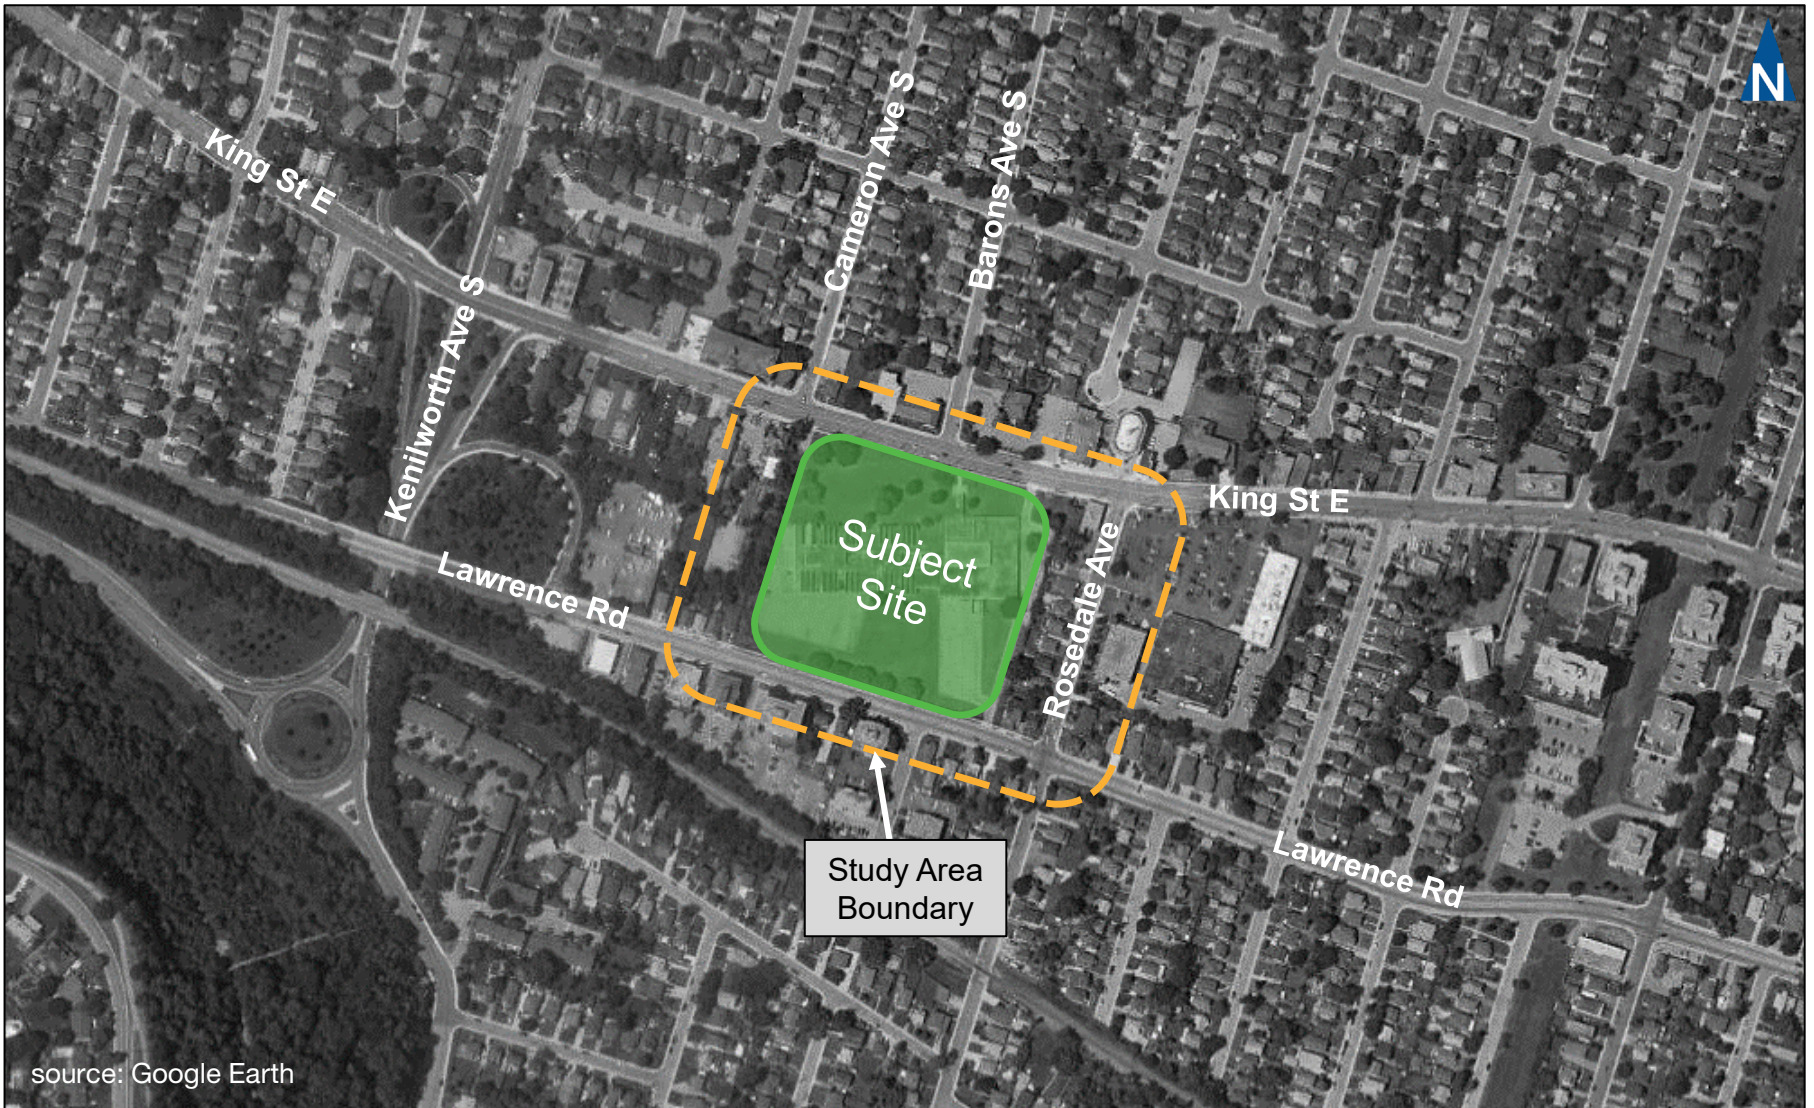 N
King St E
Cameron Ave S
Barons Ave S
Kenilworth Ave S
King St E
Subject
Site
Rosedale Ave
Lawrence Rd
Study Area
Boundary
Lawrence Rd
source: Google Earth